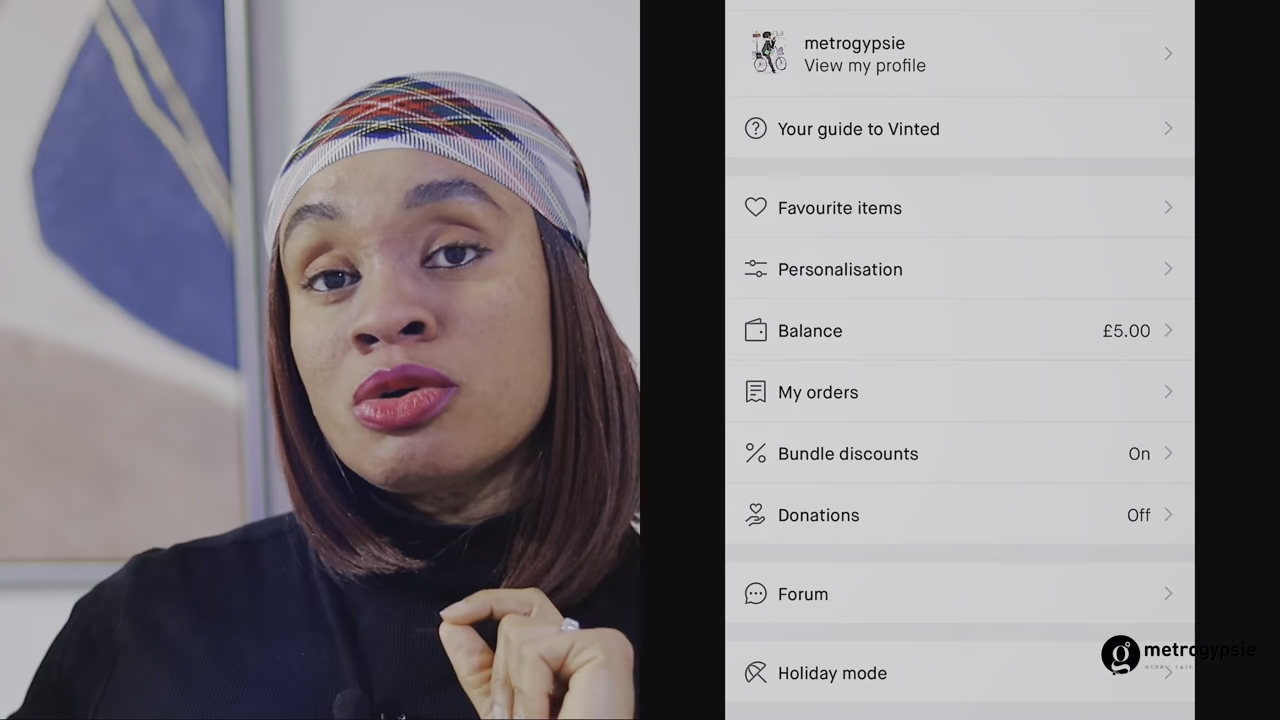 metrogypsie
View my profile
Your guide to Vinted
Favourite items
Personalisation
Balance £5.00
My orders
Bundle discounts On
Donations Off
Forum
metrogypsie
Holiday mode